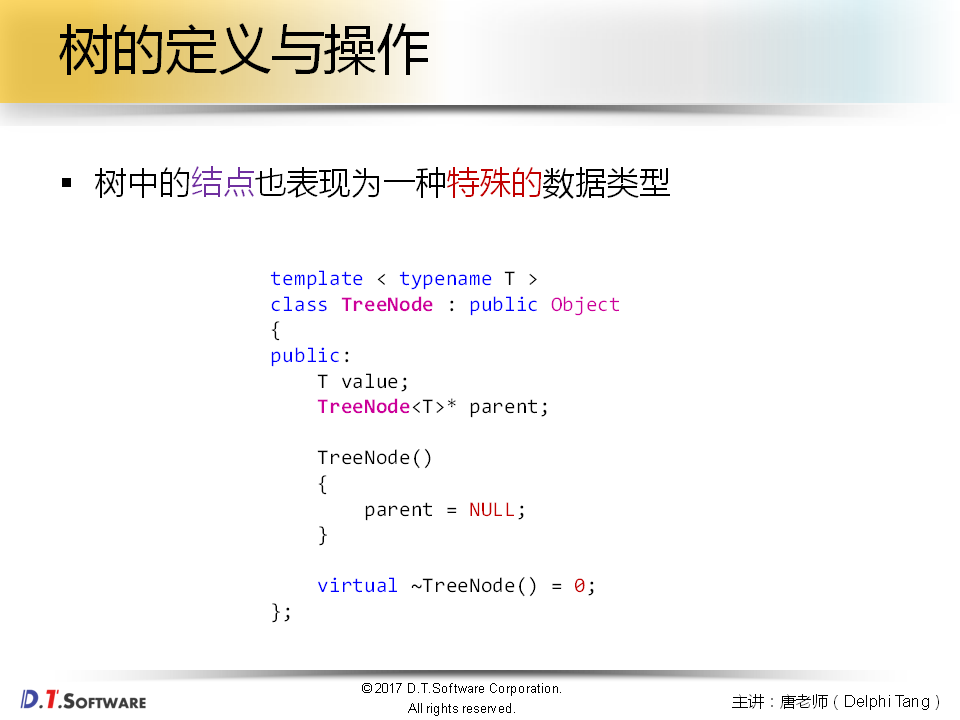 树的定义与操作
▪ 树中的结点也表现为一种特殊的数据类型
template < typename T >
class TreeNode : public Object
{
public:
    T value;
    TreeNode<T>* parent;

    TreeNode()
    {
        parent = NULL;
    }

    virtual ~TreeNode() = 0;
};
D.T.SOFTWARE
©2017 D.T.Software Corporation.
All rights reserved.
主讲：唐老师（Delphi Tang）